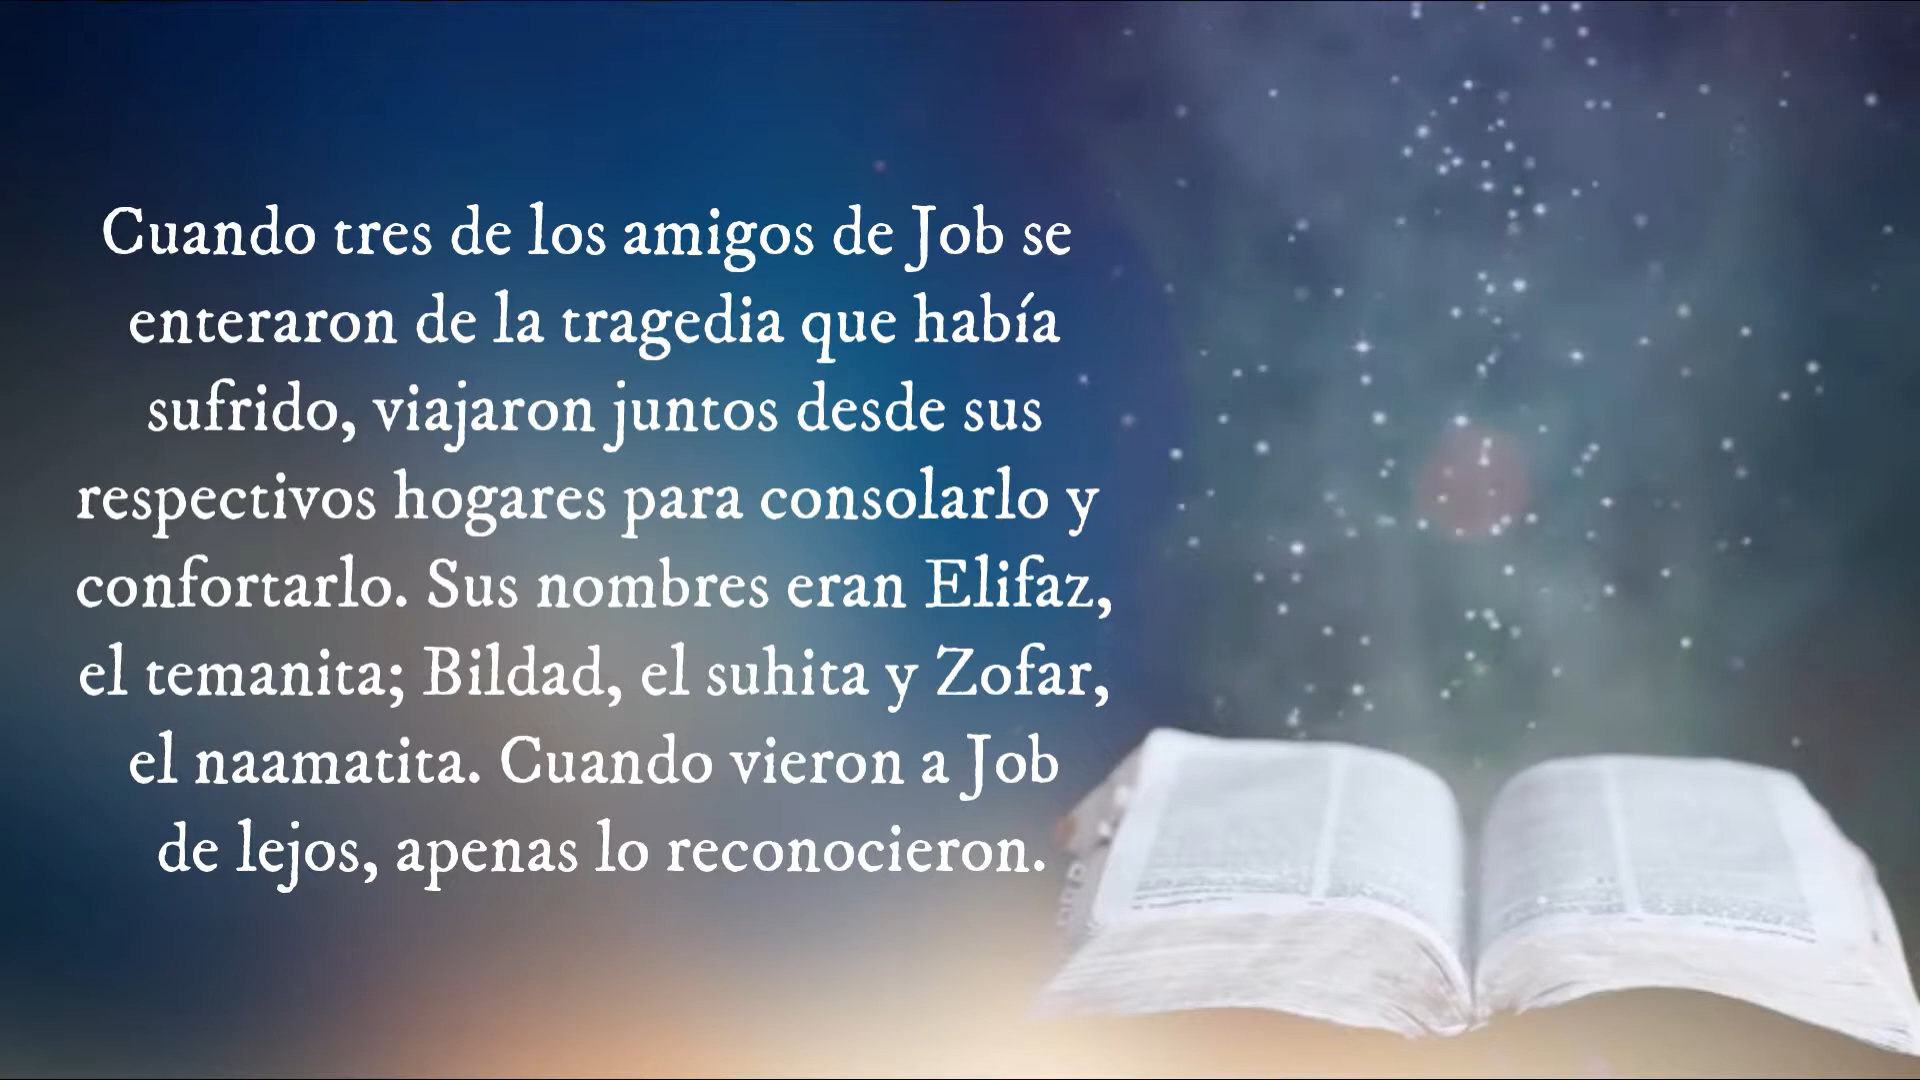 Cuando tres de los amigos de Job se
enteraron de la tragedia que había
sufrido, viajaron juntos desde sus
respectivos hogares para consolarlo y
confortarlo. Sus nombres eran Elifaz,
el temanita; Bildad, el suhita y Zofar,
el naamatita. Cuando vieron a Job
de lejos, apenas lo reconocieron.